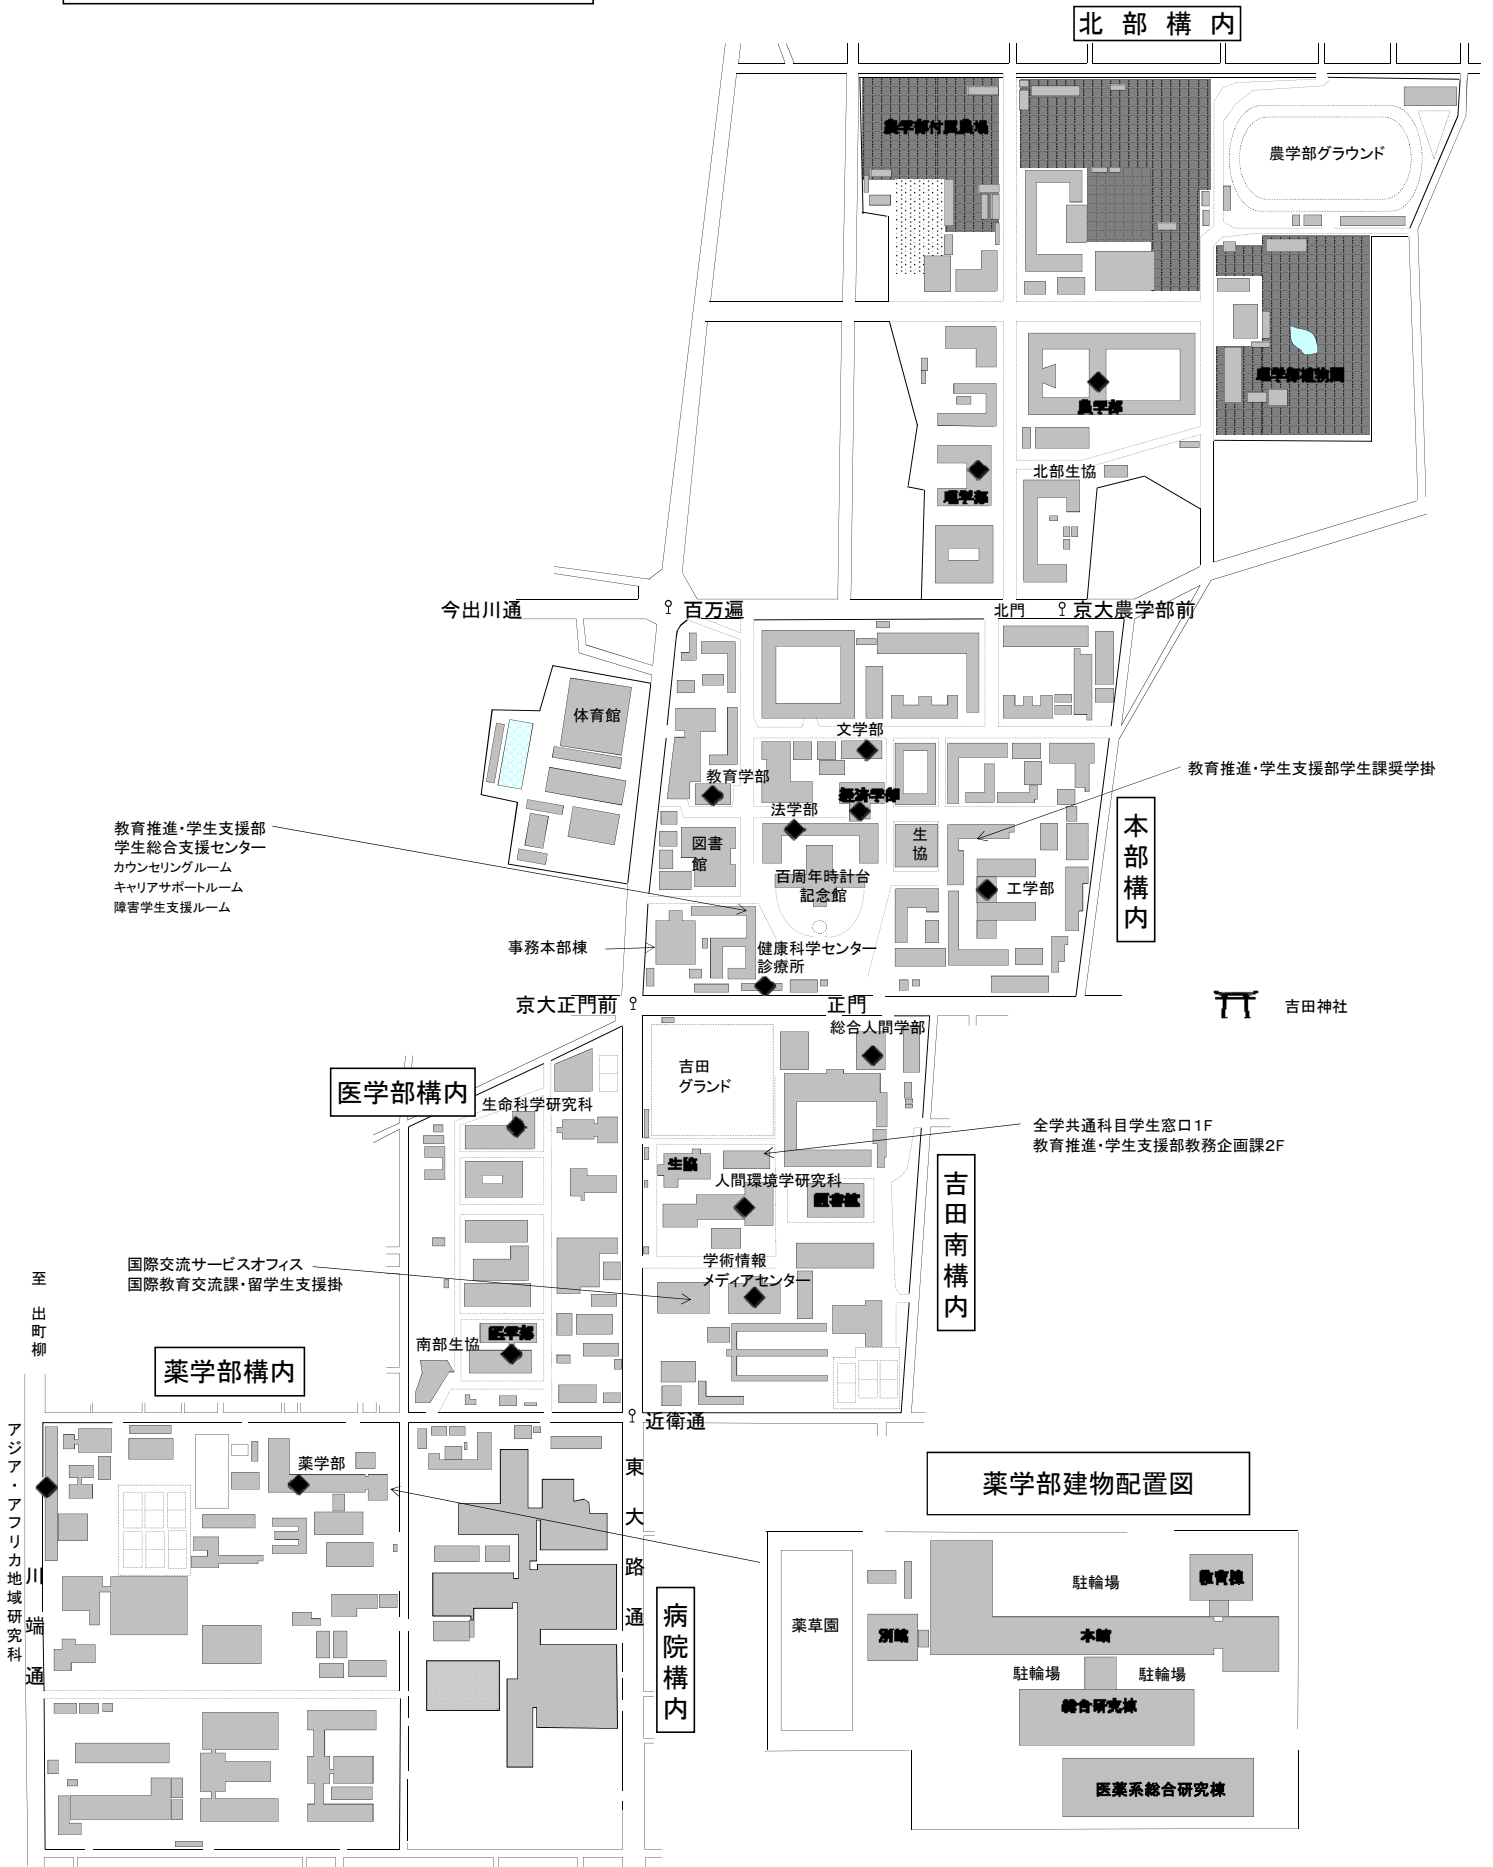 北部構内
農学部付属農場
農学部グラウンド
理学部植物園
農学部
北部生協
理学部
今出川通
百万遍
北門
京大農学部前
体育館
文学部
教育学部
経済学部
法学部
教育推進・学生支援部学生課奨学掛
本部構内
教育推進・学生支援部
学生総合支援センター
カウンセリングルーム
キャリアサポートルーム
障害学生支援ルーム
図書
館
生
協
百周年時計台
記念館
工学部
事務本部棟
健康科学センター
診療所
京大正門前
正門
吉田神社
総合人間学部
吉田
グランド
医学部構内
生命科学研究科
全学共通科目学生窓口1F
教育推進・学生支援部教務企画課2F
生協
人間環境学研究科
図書館
吉田南構内
国際交流サービスオフィス
国際教育交流課・留学生支援掛
学術情報
メディアセンター
至 出町柳
医学部
南部生協
薬学部構内
近衛通
アジア・アフリカ地域研究科
川端通
薬学部
東大路通
病院構内
薬学部建物配置図
駐輪場
教育棟
薬草園
別館
本館
駐輪場
駐輪場
総合研究棟
医薬系総合研究棟